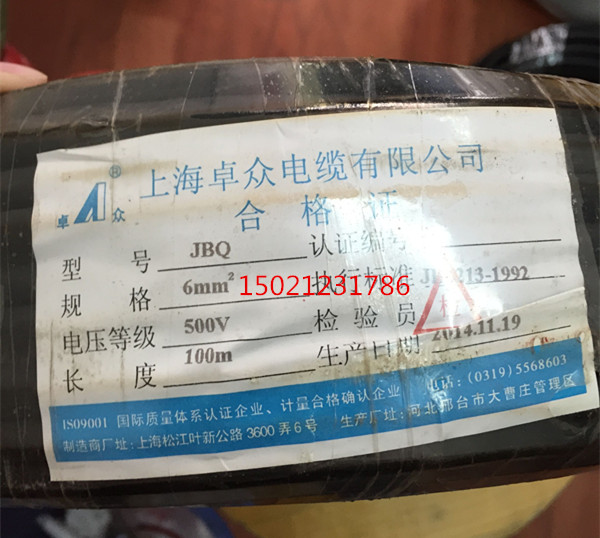 卓 众 ®
上海卓众电缆有限公司
合格证
型号 JBQ 认证编号
规格 6mm² 执行标准 1213-1992
电压等级 500V 检验员 检
长度 100m 生产日期 2014.11.19
15021231786
ISO9001 国际质量体系认证企业、计量合格确认企业 电话:(0319)5568603
制造商厂址:上海松江叶新公路3600弄6号 生产厂址:河北邢台市大曹庄管理区